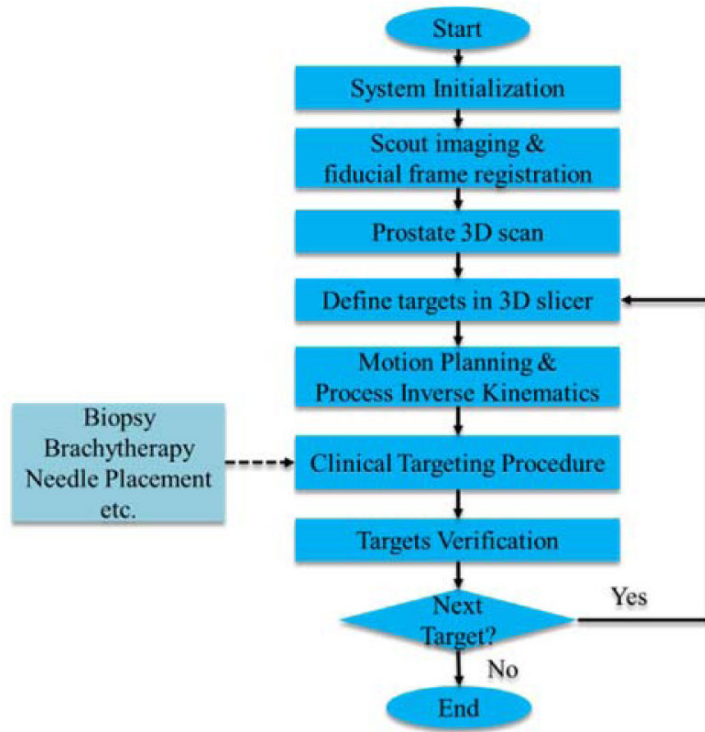 Start
System Initialization
Scout imaging &
fiducial frame registration
Prostate 3D scan
Define targets in 3D slicer
Motion Planning &
Process Inverse Kinematics
Biopsy
Brachytherapy
Needle Placement
etc.
Clinical Targeting Procedure
Targets Verification
Next
Target?
Yes
No
End